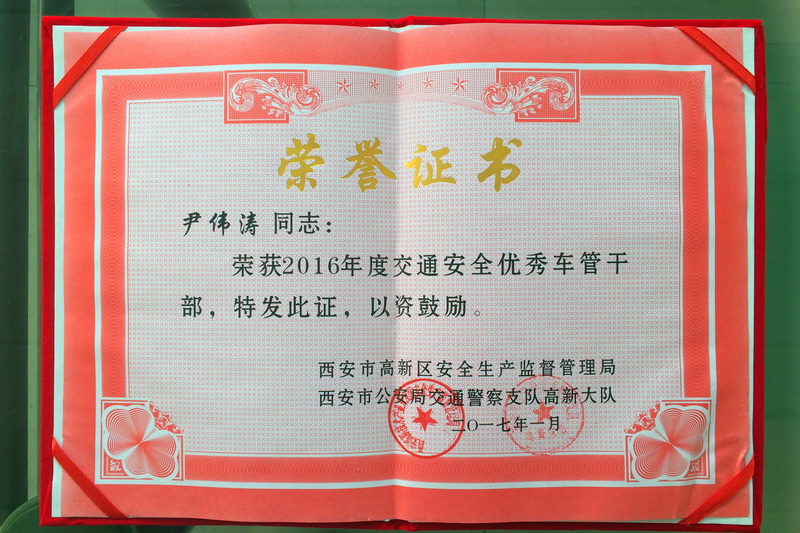 荣誉证书
尹伟涛 同志：
荣获2016年度交通安全优秀车管干
部，特发此证，以资鼓励。
西安市高新区安全生产监督管理局
西安市公安局交通警察支队高新大队
二〇一七年一月